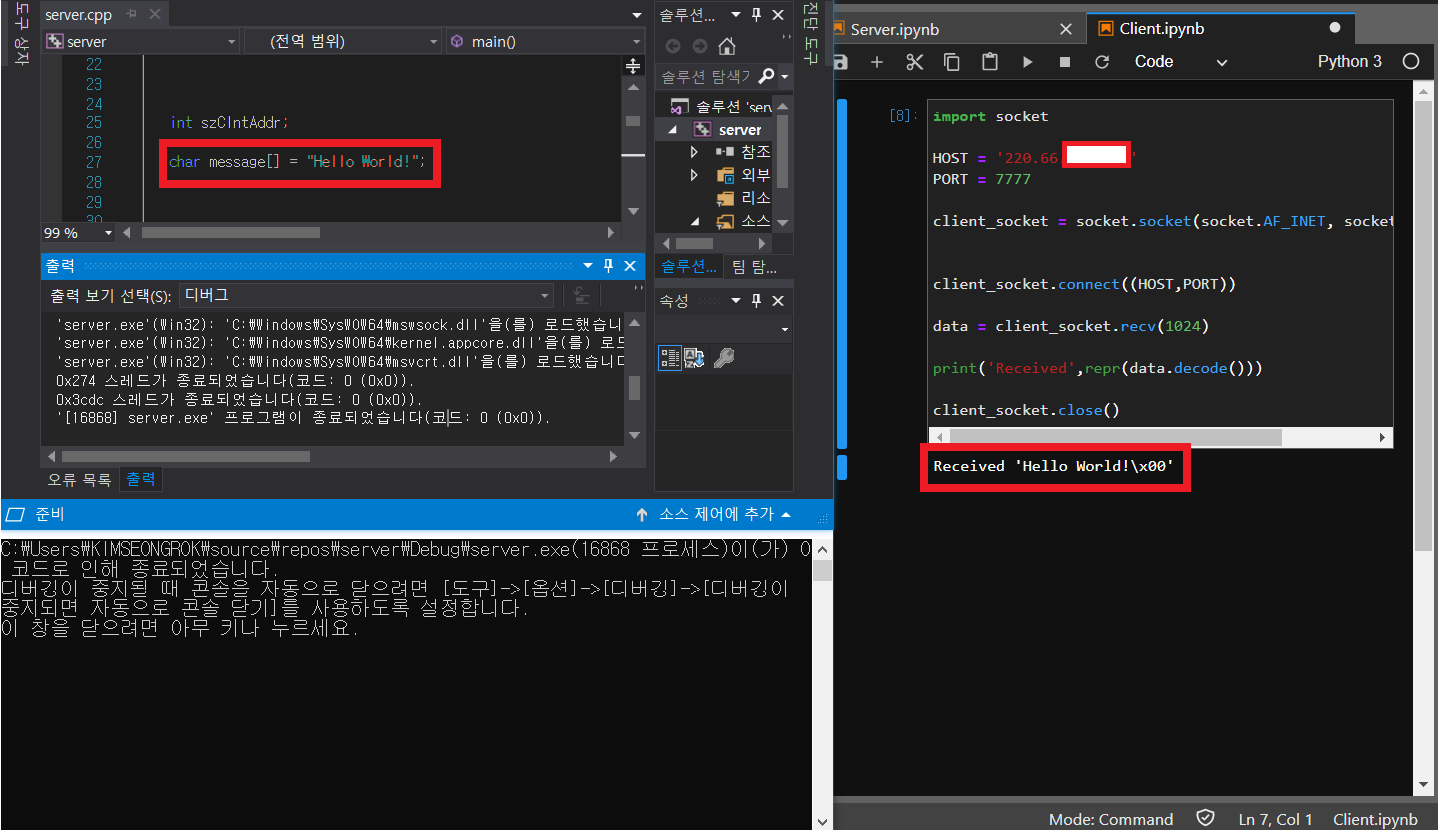 도구 상자
server.cpp
server
(전역 범위)
main()
22
23
24
25 int szClntAddr;
26
27 char message[] = "Hello World!";
28
29
30
99 %
출력
출력 보기 선택(S): 디버그
'server.exe'(Win32): 'C:\Windows\SysWOW64\mswsock.dll'을(를) 로드했습니
'server.exe'(Win32): 'C:\Windows\SysWOW64\kernel.appcore.dll'을(를) 로드
'server.exe'(Win32): 'C:\Windows\SysWOW64\msvcrt.dll'을(를) 로드했습니다
0x274 스레드가 종료되었습니다(코드: 0 (0x0)).
0x3cdc 스레드가 종료되었습니다(코드: 0 (0x0)).
'[16868] server.exe' 프로그램이 종료되었습니다(코드: 0 (0x0)).
오류 목록
출력
솔루션...
솔루션 탐색기
솔루션 'serv
server
참조
외부
리소
소스
솔루션...
팀 탐...
속성
진단 도구
준비
소스 제어에 추가
C:\Users\KIMSEONGROK\source\repos\server\Debug\server.exe(16868 프로세스)이(가) 0
코드로 인해 종료되었습니다.
디버깅이 중지될 때 콘솔을 자동으로 닫으려면 [도구]->[옵션]->[디버깅]->[디버깅이
중지되면 자동으로 콘솔 닫기]를 사용하도록 설정합니다.
이 창을 닫으려면 아무 키나 누르세요.
Server.ipynb
Client.ipynb
Code
Python 3
[8]:
import socket
HOST = '220.66 '
PORT = 7777
client_socket = socket.socket(socket.AF_INET, socket
client_socket.connect((HOST,PORT))
data = client_socket.recv(1024)
print('Received',repr(data.decode()))
client_socket.close()
Received 'Hello World!\x00'
Mode: Command
Ln 7, Col 1
Client.ipynb